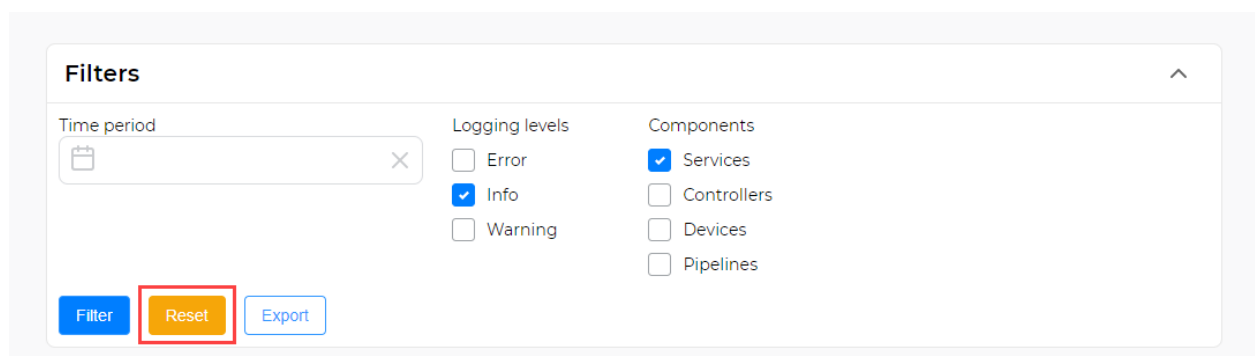 Filters
Time period
Logging levels
Components
Error
Services
Info
Controllers
Warning
Devices
Pipelines
Filter
Reset
Export